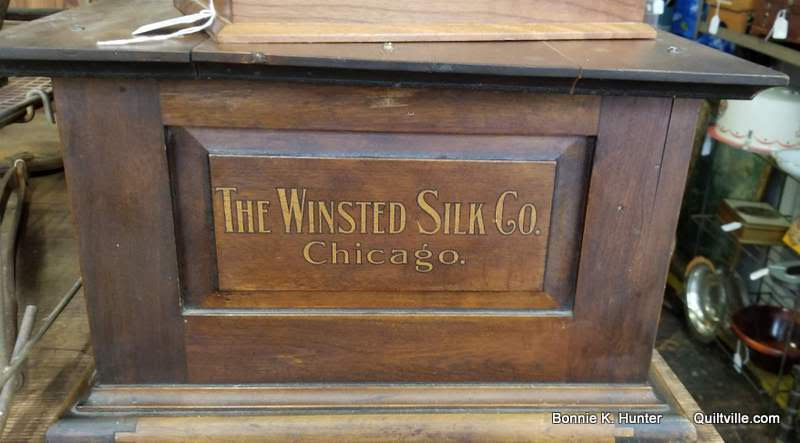 The Winsted Silk Co.
Chicago.
Bonnie K. Hunter Quiltville.com